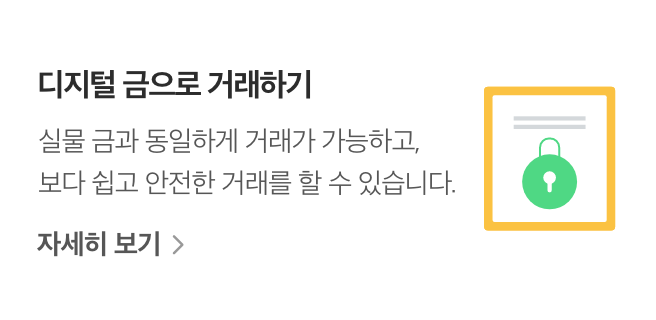 디지털 금으로 거래하기
실물 금과 동일하게 거래가 가능하고,
보다 쉽고 안전한 거래를 할 수 있습니다.
자세히 보기